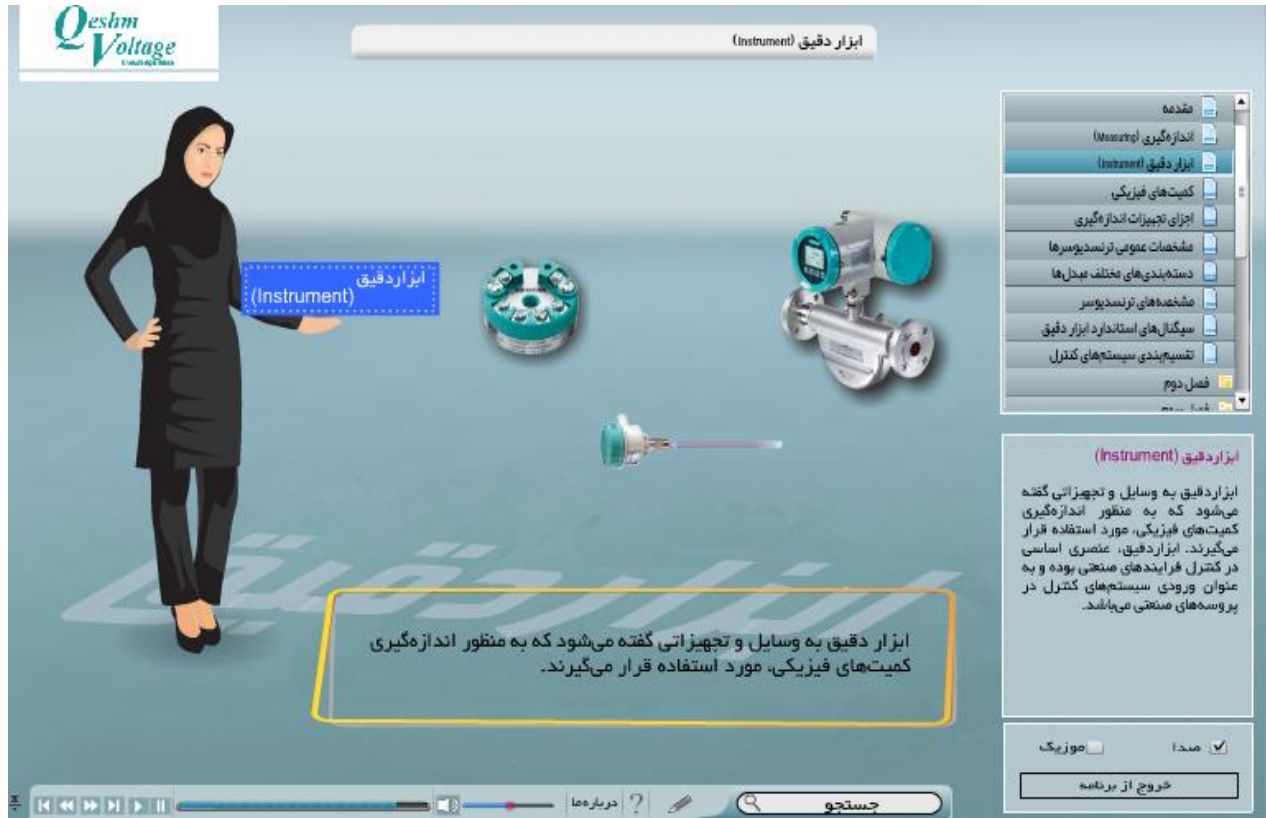 Qeshm
Voltage
ابزار دقیق (Instrument)
مقدمه
اندازه‌گیری (Measuring)
ابزار دقیق (Instrument)
کمیت‌های فیزیکی
اجزای تجهیزات اندازه‌گیری
مشخصات عمومی ترنسدیوسرها
دسته‌بندی‌های مختلف مبدل‌ها
مشخصه‌های ترنسدیوسر
سیگنال‌های استاندارد ابزار دقیق
تقسیم‌بندی سیستم‌های کنترل
فصل دوم
ابزاردقیق
(Instrument)
ابزاردقیق (Instrument)
ابزاردقیق به وسایل و تجهیزاتی گفته
می‌شود که به منظور اندازه‌گیری
کمیت‌های فیزیکی، مورد استفاده قرار
می‌گیرند. ابزاردقیق، عنصری اساسی
در کنترل فرایندهای صنعتی بوده و به
عنوان ورودی سیستم‌های کنترل در
پروسه‌های صنعتی می‌باشد.
ابزاردقیق
ابزار دقیق به وسایل و تجهیزاتی گفته می‌شود که به منظور اندازه‌گیری
کمیت‌های فیزیکی، مورد استفاده قرار می‌گیرند.
صدا
موزیک
خروج از برنامه
جستجو
درباره‌ما